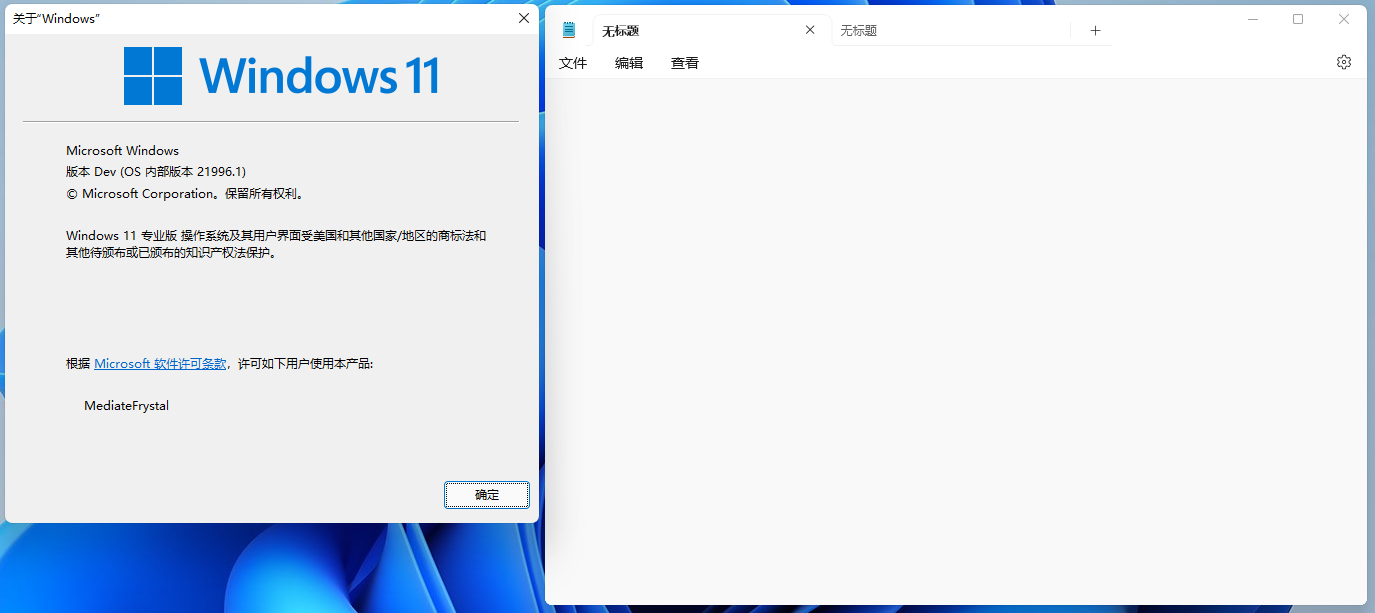 关于“Windows”
Windows 11
Microsoft Windows
版本 Dev (OS 内部版本 21996.1)
© Microsoft Corporation。保留所有权利。
Windows 11 专业版 操作系统及其用户界面受美国和其他国家/地区的商标法和
其他待颁布或已颁布的知识产权法保护。
根据 Microsoft 软件许可条款，许可如下用户使用本产品:
MediateFrystal
确定
无标题
无标题
文件 编辑 查看